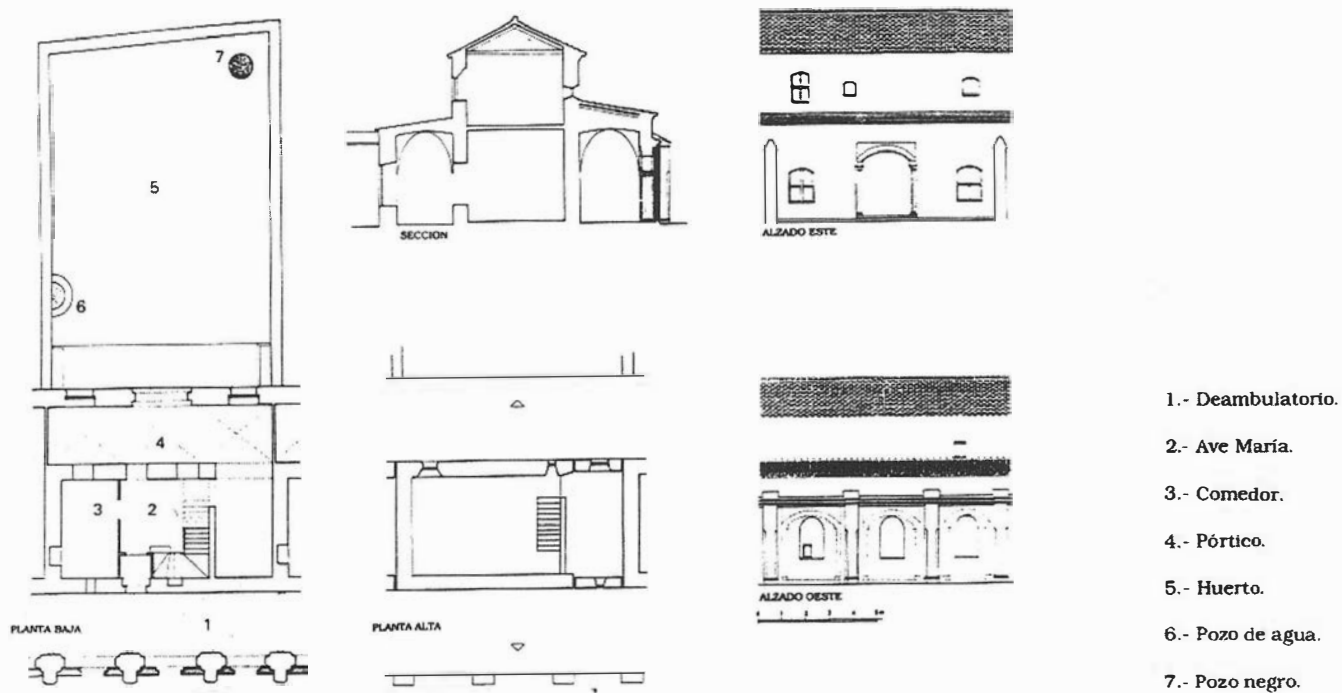 7
5
6
4
3
2
1
PLANTA BAJA
SECCION
PLANTA ALTA
ALZADO ESTE
ALZADO OESTE
1.- Deambulatorio.
2.- Ave María.
3.- Comedor.
4.- Pórtico.
5.- Huerto.
6.- Pozo de agua.
7.- Pozo negro.